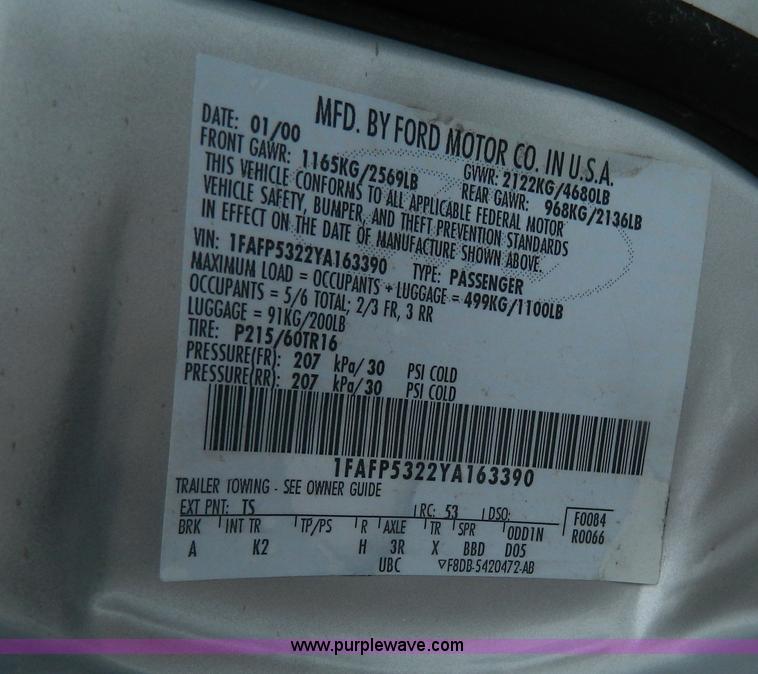 MFD. BY FORD MOTOR CO. IN U.S.A.
DATE: 01/00 GVWR: 2122KG/4680LB
FRONT GAWR: 1165KG/2569LB REAR GAWR: 968KG/2136LB
THIS VEHICLE CONFORMS TO ALL APPLICABLE FEDERAL MOTOR
VEHICLE SAFETY, BUMPER, AND THEFT PREVENTION STANDARDS
IN EFFECT ON THE DATE OF MANUFACTURE SHOWN ABOVE.
VIN: 1FAFP5322YA163390 TYPE: PASSENGER
MAXIMUM LOAD = OCCUPANTS + LUGGAGE = 499KG/1100LB
OCCUPANTS = 5/6 TOTAL; 2/3 FR, 3 RR
LUGGAGE = 91KG/200LB
TIRE: P215/60TR16
PRESSURE(FR): 207 kPa/30 PSI COLD
PRESSURE(RR): 207 kPa/30 PSI COLD
1FAFP5322YA163390
TRAILER TOWING - SEE OWNER GUIDE
EXT PNT: TS RC: 53 DSO: F0084
BRK INT TR TP/PS R AXLE TR SPR ODD1N R0066
A K2 H 3R X BBD D05
UBC ▽F8DB-5420472-AB
www.purplewave.com